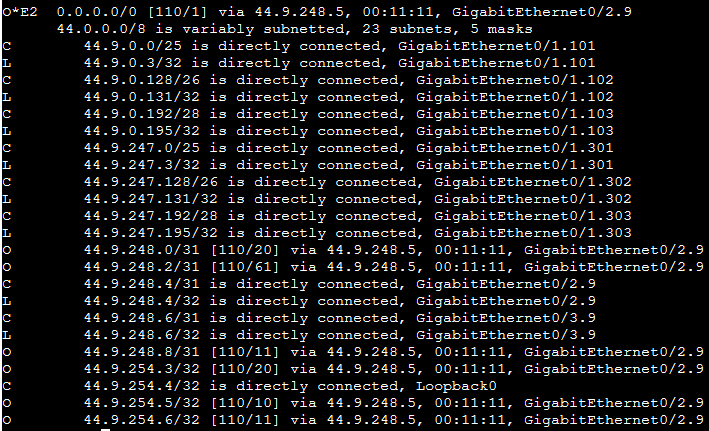 O*E2  0.0.0.0/0 [110/1] via 44.9.248.5, 00:11:11, GigabitEthernet0/2.9
      44.0.0.0/8 is variably subnetted, 23 subnets, 5 masks
C        44.9.0.0/25 is directly connected, GigabitEthernet0/1.101
L        44.9.0.3/32 is directly connected, GigabitEthernet0/1.101
C        44.9.0.128/26 is directly connected, GigabitEthernet0/1.102
L        44.9.0.131/32 is directly connected, GigabitEthernet0/1.102
C        44.9.0.192/28 is directly connected, GigabitEthernet0/1.103
L        44.9.0.195/32 is directly connected, GigabitEthernet0/1.103
C        44.9.247.0/25 is directly connected, GigabitEthernet0/1.301
L        44.9.247.3/32 is directly connected, GigabitEthernet0/1.301
C        44.9.247.128/26 is directly connected, GigabitEthernet0/1.302
L        44.9.247.131/32 is directly connected, GigabitEthernet0/1.302
C        44.9.247.192/28 is directly connected, GigabitEthernet0/1.303
L        44.9.247.195/32 is directly connected, GigabitEthernet0/1.303
O        44.9.248.0/31 [110/20] via 44.9.248.5, 00:11:11, GigabitEthernet0/2.9
O        44.9.248.2/31 [110/61] via 44.9.248.5, 00:11:11, GigabitEthernet0/2.9
C        44.9.248.4/31 is directly connected, GigabitEthernet0/2.9
L        44.9.248.4/32 is directly connected, GigabitEthernet0/2.9
C        44.9.248.6/31 is directly connected, GigabitEthernet0/3.9
L        44.9.248.6/32 is directly connected, GigabitEthernet0/3.9
O        44.9.248.8/31 [110/11] via 44.9.248.5, 00:11:11, GigabitEthernet0/2.9
O        44.9.254.3/32 [110/20] via 44.9.248.5, 00:11:11, GigabitEthernet0/2.9
C        44.9.254.4/32 is directly connected, Loopback0
O        44.9.254.5/32 [110/10] via 44.9.248.5, 00:11:11, GigabitEthernet0/2.9
O        44.9.254.6/32 [110/11] via 44.9.248.5, 00:11:11, GigabitEthernet0/2.9